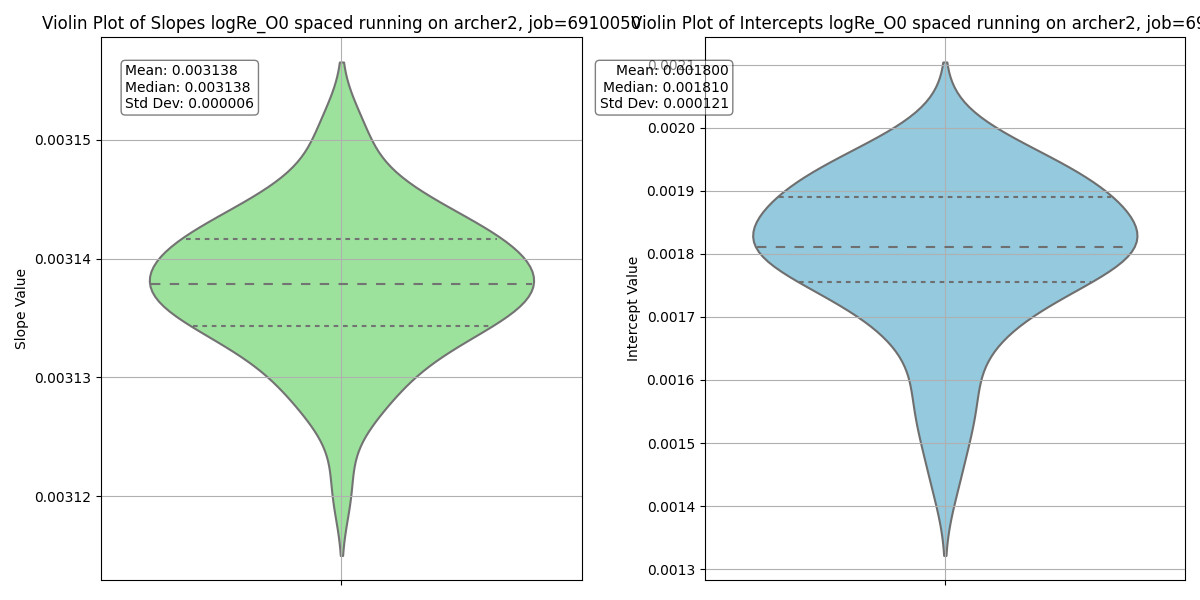 Violin Plot of Slopes logRe_O0 spaced running on archer2, job=6910050
Violin Plot of Intercepts logRe_O0 spaced running on archer2, job=69
Mean: 0.003138
Median: 0.003138
Std Dev: 0.000006
Mean: 0.001800
Median: 0.001810
Std Dev: 0.000121
Slope Value
0.00315
0.00314
0.00313
0.00312
Intercept Value
0.0021
0.0020
0.0019
0.0018
0.0017
0.0016
0.0015
0.0014
0.0013